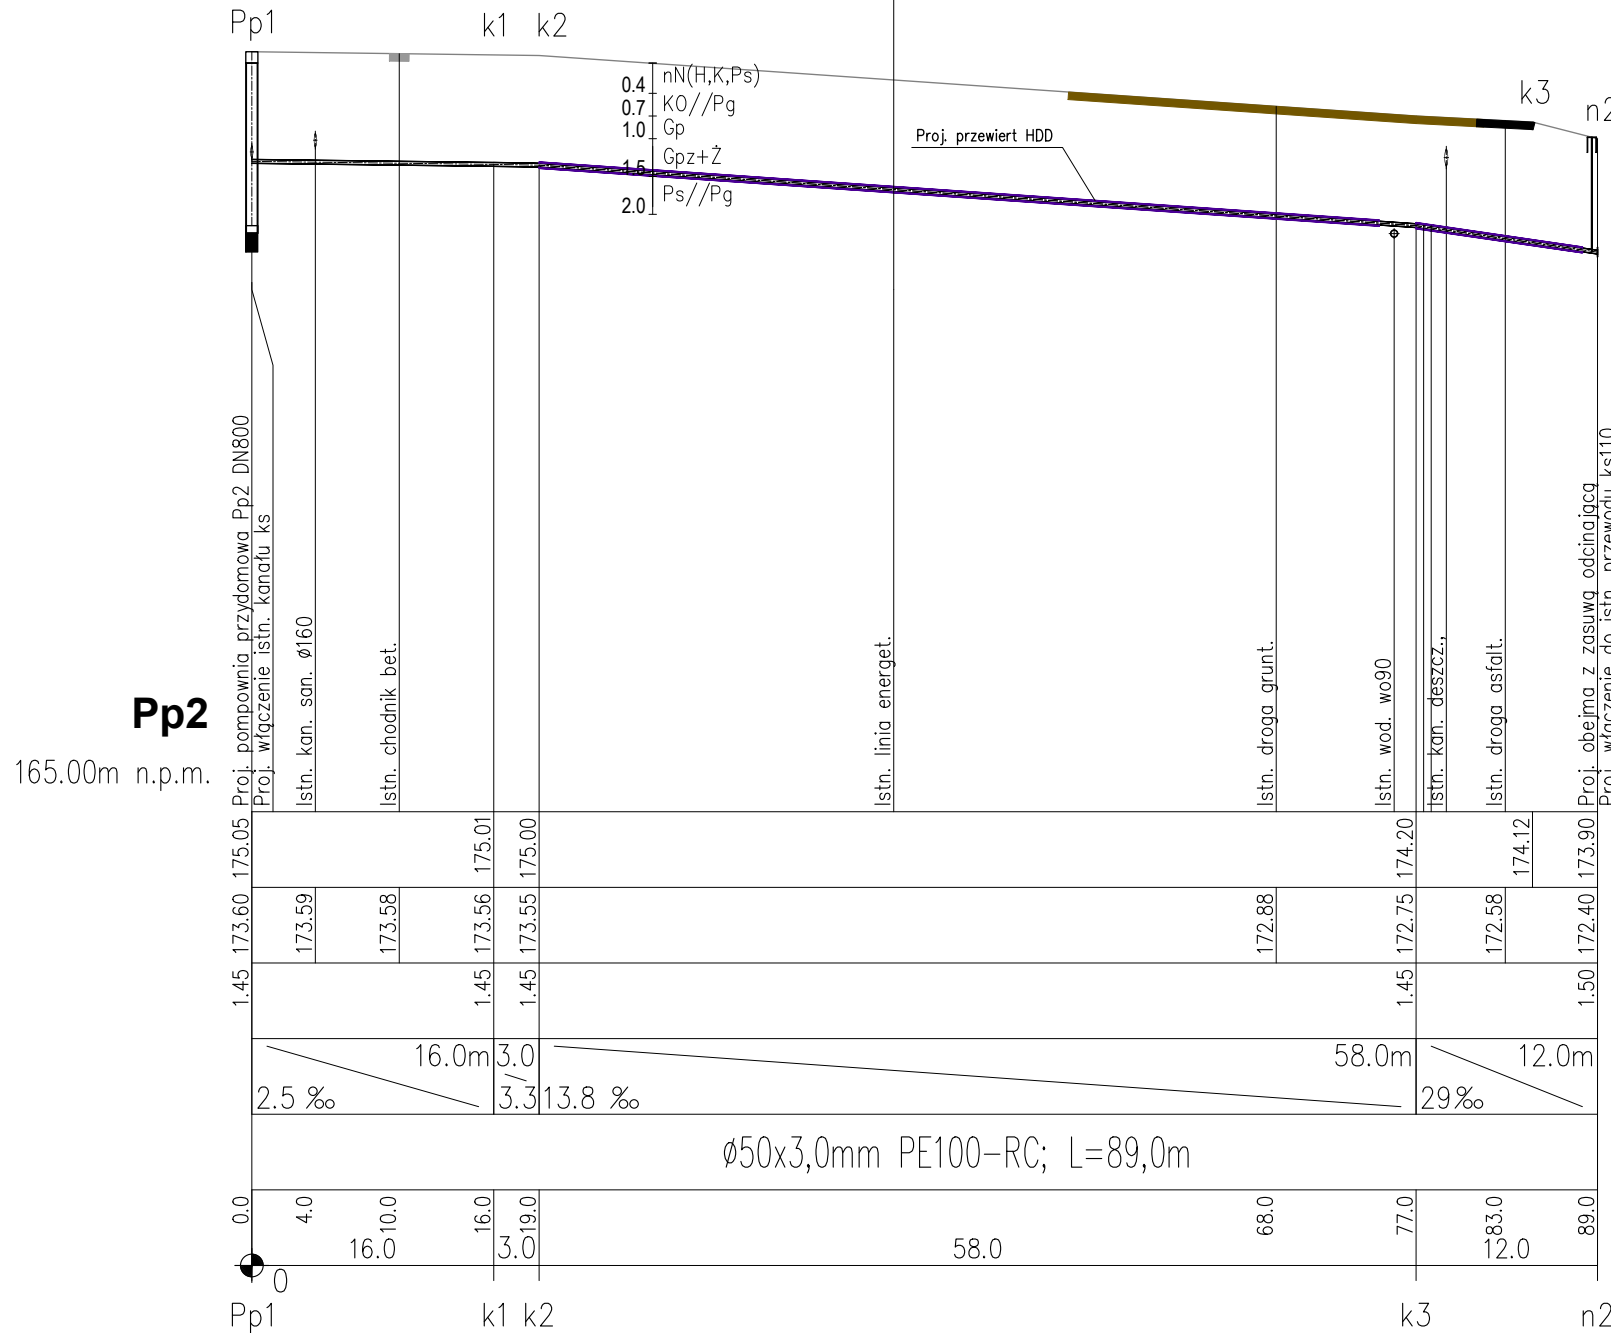 Pp1
k1 k2
k3
n2
0.4 nN(H,K,Ps)
0.7 KO//Pg
1.0 Gp
1.5 Gpz+Ż
2.0 Ps//Pg
Proj. przewiert HDD
Proj. pompownia przydomowa Pp2 DN800
Proj. włączenie istn. kanału ks
Istn. kan. san. ø160
Istn. chodnik bet.
Istn. linia energet.
Istn. droga grunt.
Istn. wod. wo90
Istn. kan. deszcz.,
Istn. droga asfalt.
Proj. obejma z zasuwą odcinającą
Proj. włączenie do istn. przewodu ks110
Pp2
165.00m n.p.m.
175.05 175.01 175.00 174.20 174.12 173.90
173.60 173.59 173.58 173.56 173.55 172.88 172.75 172.58 172.40
1.45 1.45 1.45 1.45 1.50
16.0m 3.0 58.0m 12.0m
2.5 ‰ 3.3 13.8 ‰ 29‰
ø50x3,0mm PE100-RC; L=89,0m
0.0 4.0 10.0 16.0 19.0 68.0 77.0 83.0 89.0
16.0 3.0 58.0 12.0
0
Pp1 k1 k2 k3 n2